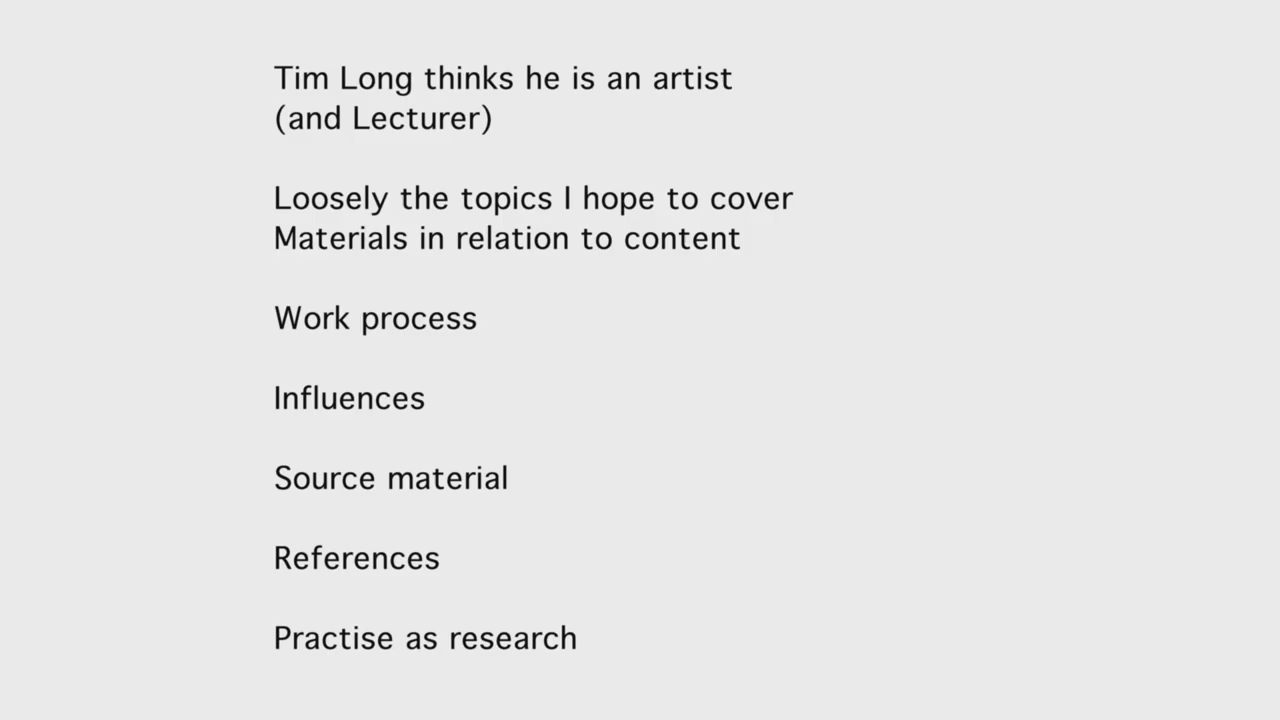 Tim Long thinks he is an artist
(and Lecturer)
Loosely the topics I hope to cover
Materials in relation to content
Work process
Influences
Source material
References
Practise as research